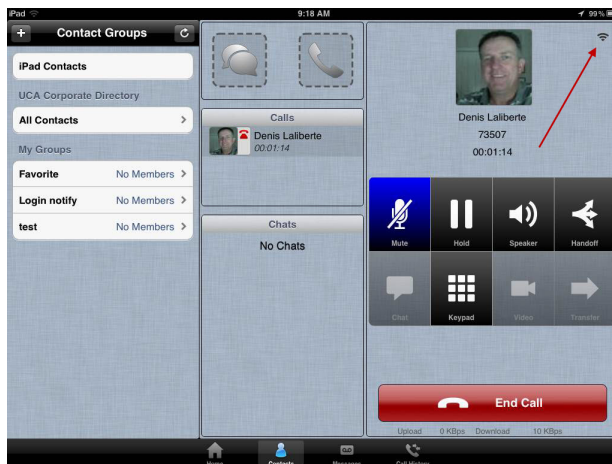 iPad
9:18 AM
99%
Contact Groups
iPad Contacts
UCA Corporate Directory
All Contacts
My Groups
Favorite No Members
Login notify No Members
test No Members
Calls
Denis Laliberte
00:01:14
Chats
No Chats
Denis Laliberte
73507
00:01:14
Mute Hold Speaker Handoff
Chat Keypad Video Transfer
End Call
Upload 0 KBps Download 10 KBps
Home Contacts Messages Call History